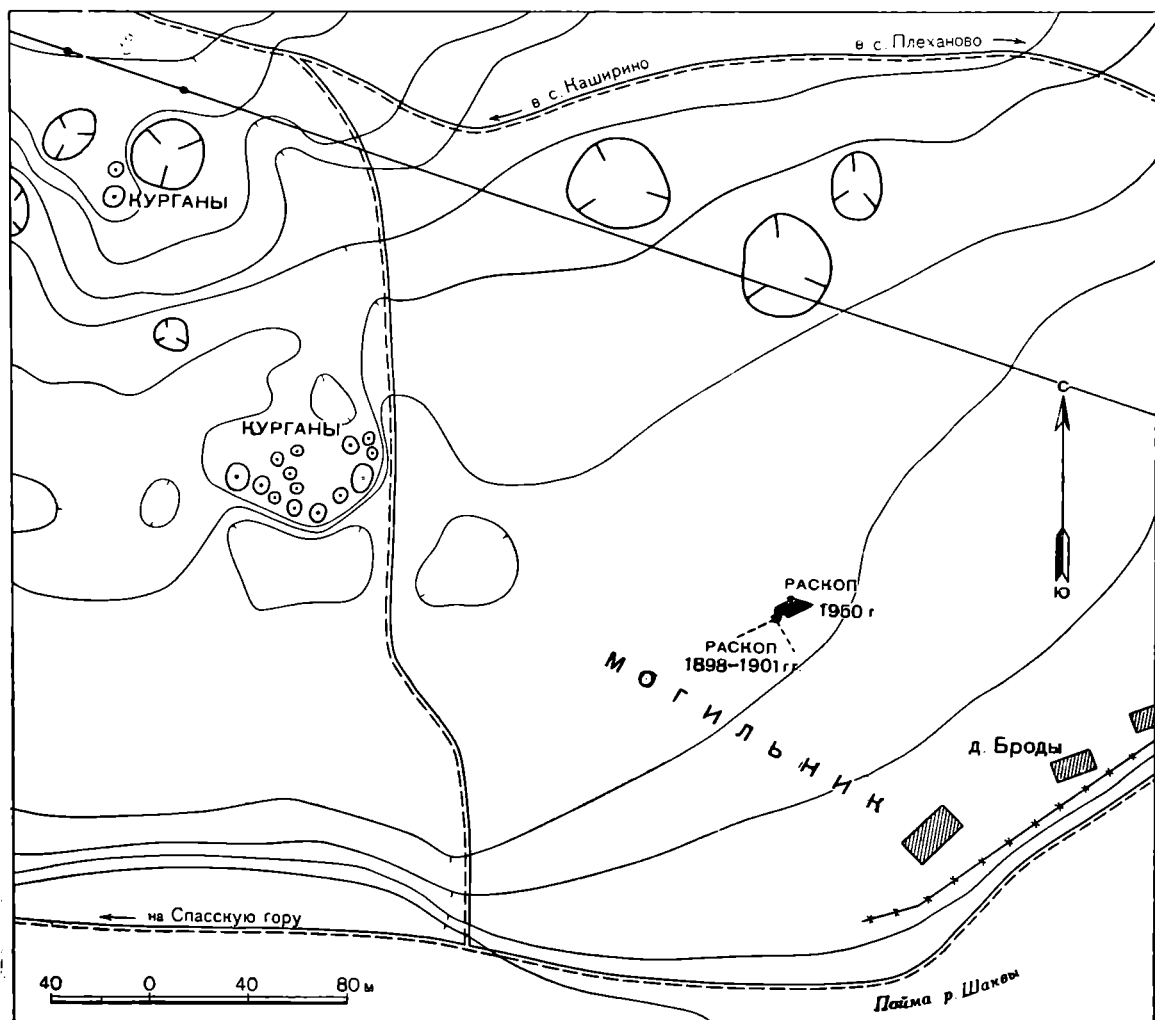 в с. Плеханово
в с. Каширино
КУРГАНЫ
С
КУРГАНЫ
Ю
РАСКОП
1950 г
РАСКОП
1898–1901 гг.
МОГИЛЬНИК
д. Броды
на Спасскую гору
40 0 80 м
Пойма р. Шаквы